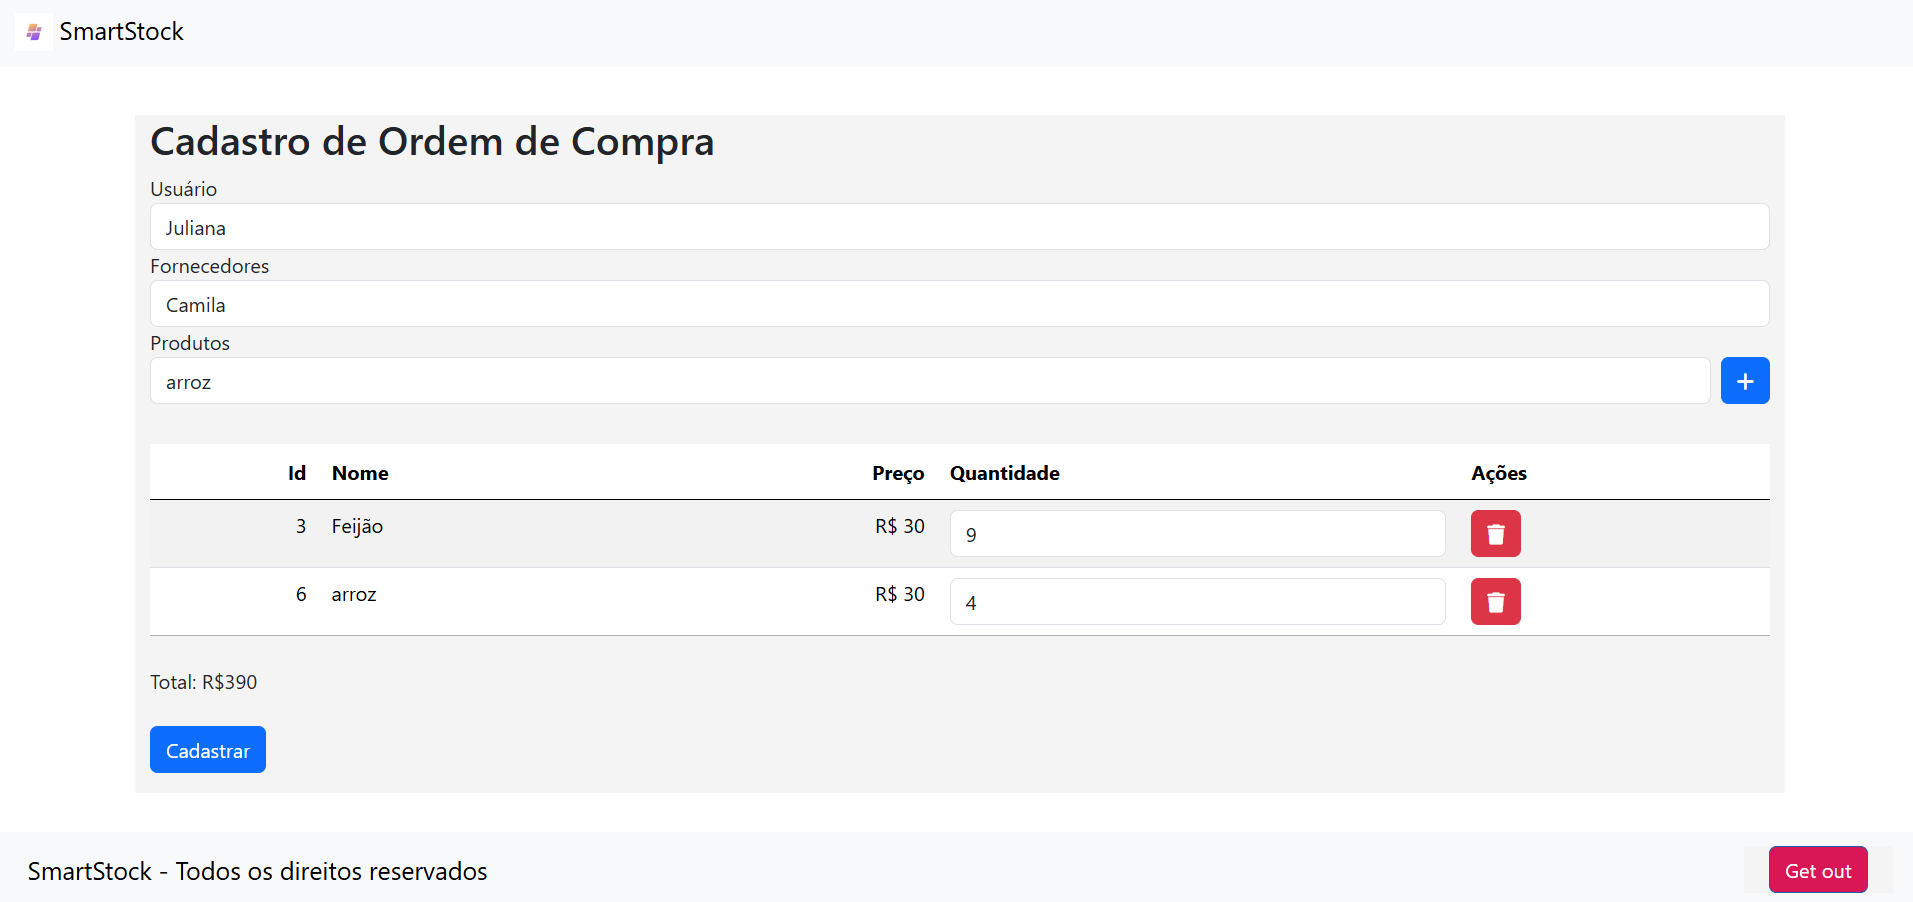 SmartStock
Cadastro de Ordem de Compra
Usuário
Juliana
Fornecedores
Camila
Produtos
arroz
Id Nome Preço Quantidade Ações
3 Feijão R$ 30 9
6 arroz R$ 30 4
Total: R$390
Cadastrar
SmartStock - Todos os direitos reservados
Get out